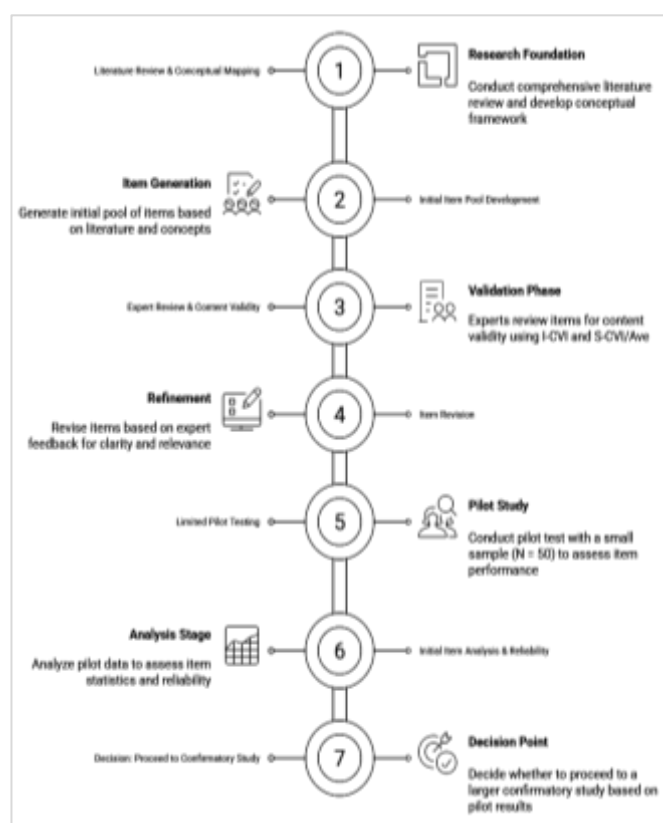 Literature Review & Conceptual Mapping
1
Research Foundation
Conduct comprehensive literature
review and develop conceptual
framework
Item Generation
Generate initial pool of items based
on literature and concepts
2
Initial Item Pool Development
Expert Review & Content Validity
3
Validation Phase
Experts review items for content
validity using I-CVI and S-CVI/Ave
Refinement
Revise items based on expert
feedback for clarity and relevance
4
Item Revision
Limited Pilot Testing
5
Pilot Study
Conduct pilot test with a small
sample (N = 50) to assess item
performance
Analysis Stage
Analyze pilot data to assess item
statistics and reliability
6
Initial Item Analysis & Reliability
Decision: Proceed to Confirmatory Study
7
Decision Point
Decide whether to proceed to a
larger confirmatory study based on
pilot results